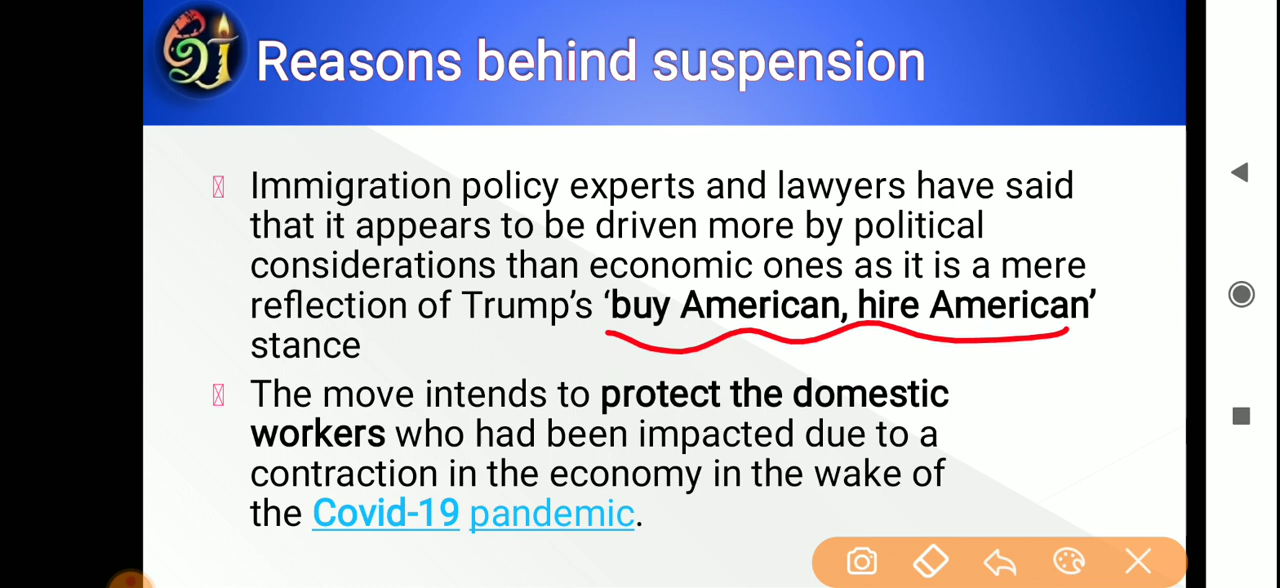 Reasons behind suspension
Immigration policy experts and lawyers have said
that it appears to be driven more by political
considerations than economic ones as it is a mere
reflection of Trump’s ‘buy American, hire American’
stance
The move intends to protect the domestic
workers who had been impacted due to a
contraction in the economy in the wake of
the Covid-19 pandemic.